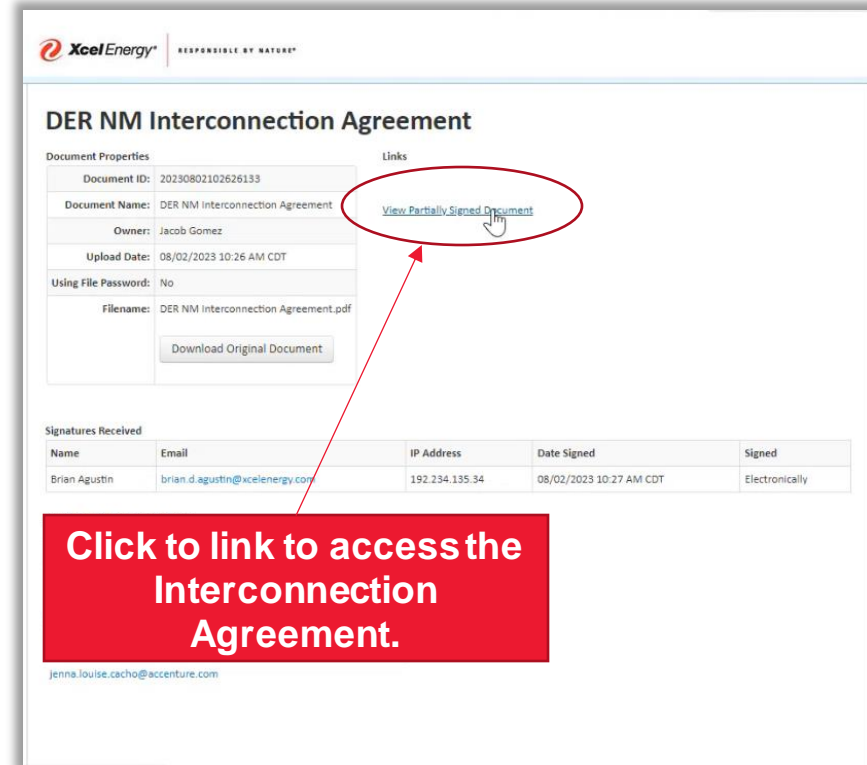 Xcel Energy® RESPONSIBLE BY NATURE®
DER NM Interconnection Agreement
Document Properties
Document ID: 20230802102626133
Document Name: DER NM Interconnection Agreement
Owner: Jacob Gomez
Upload Date: 08/02/2023 10:26 AM CDT
Using File Password: No
Filename: DER NM Interconnection Agreement.pdf
Download Original Document
Links
View Partially Signed Document
Signatures Received
Name Email IP Address Date Signed Signed
Brian Agustin brian.d.agustin@xcelenergy.com 192.234.135.34 08/02/2023 10:27 AM CDT Electronically
Click to link to access the
Interconnection
Agreement.
jenna.louise.cacho@accenture.com